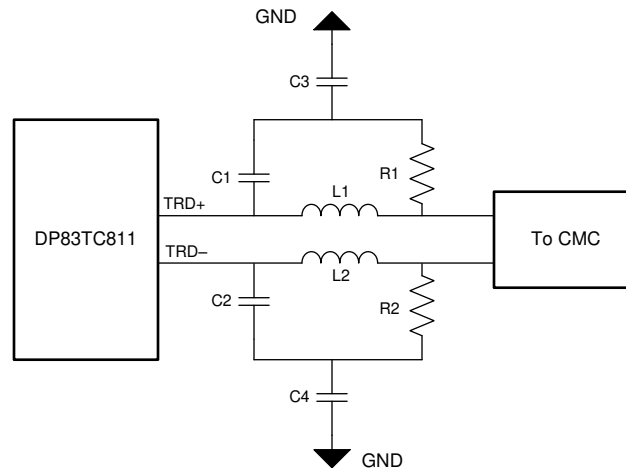 GND
C3
C1
R1
L1
TRD+
DP83TC811
To CMC
TRD–
L2
C2
R2
C4
GND